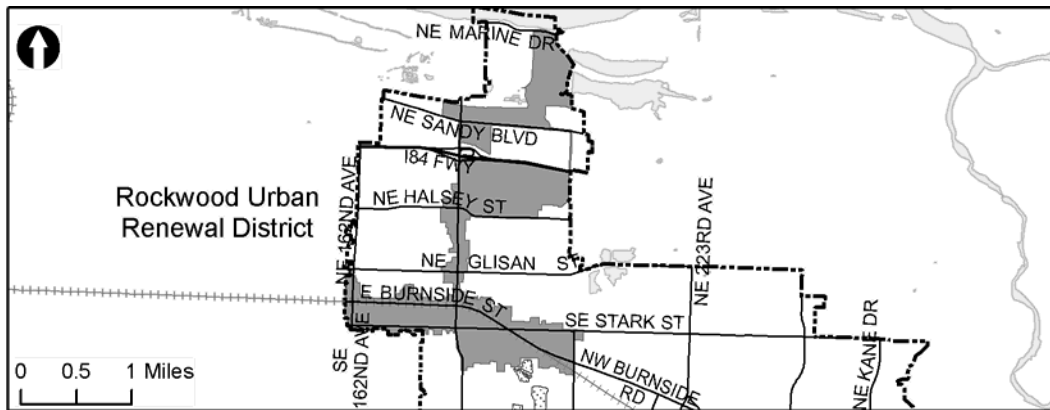 NE MARINE DR
NE SANDY BLVD
I84 FWY
NE 162ND AVE
NE HALSEY ST
Rockwood Urban
Renewal District
NE 223RD AVE
NE GLISAN ST
E BURNSIDE ST
SE STARK ST
SE
162ND AVE
NW BURNSIDE
RD
NE KANE DR
0 0.5 1 Miles